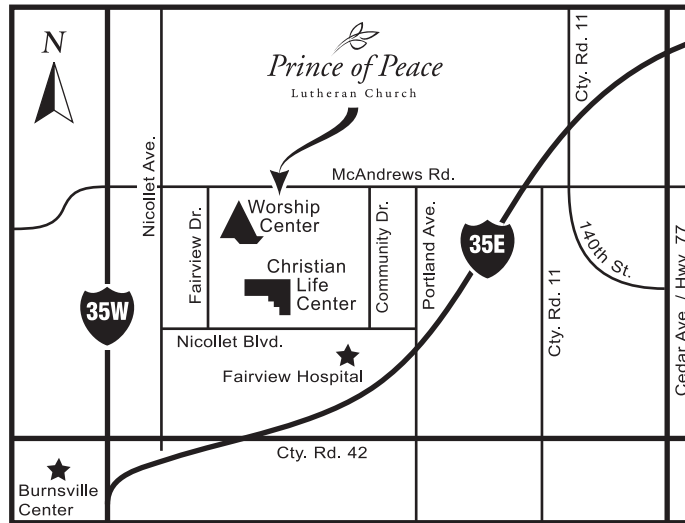 N
Prince of Peace
Lutheran Church
Cty. Rd. 11
Nicollet Ave.
McAndrews Rd.
Fairview Dr.
Worship
Center
Community Dr.
Portland Ave.
35E
140th St.
Cedar Ave. / Hwy. 77
Christian
Life
Center
35W
Cty. Rd. 11
Nicollet Blvd.
Fairview Hospital
Cty. Rd. 42
Burnsville
Center